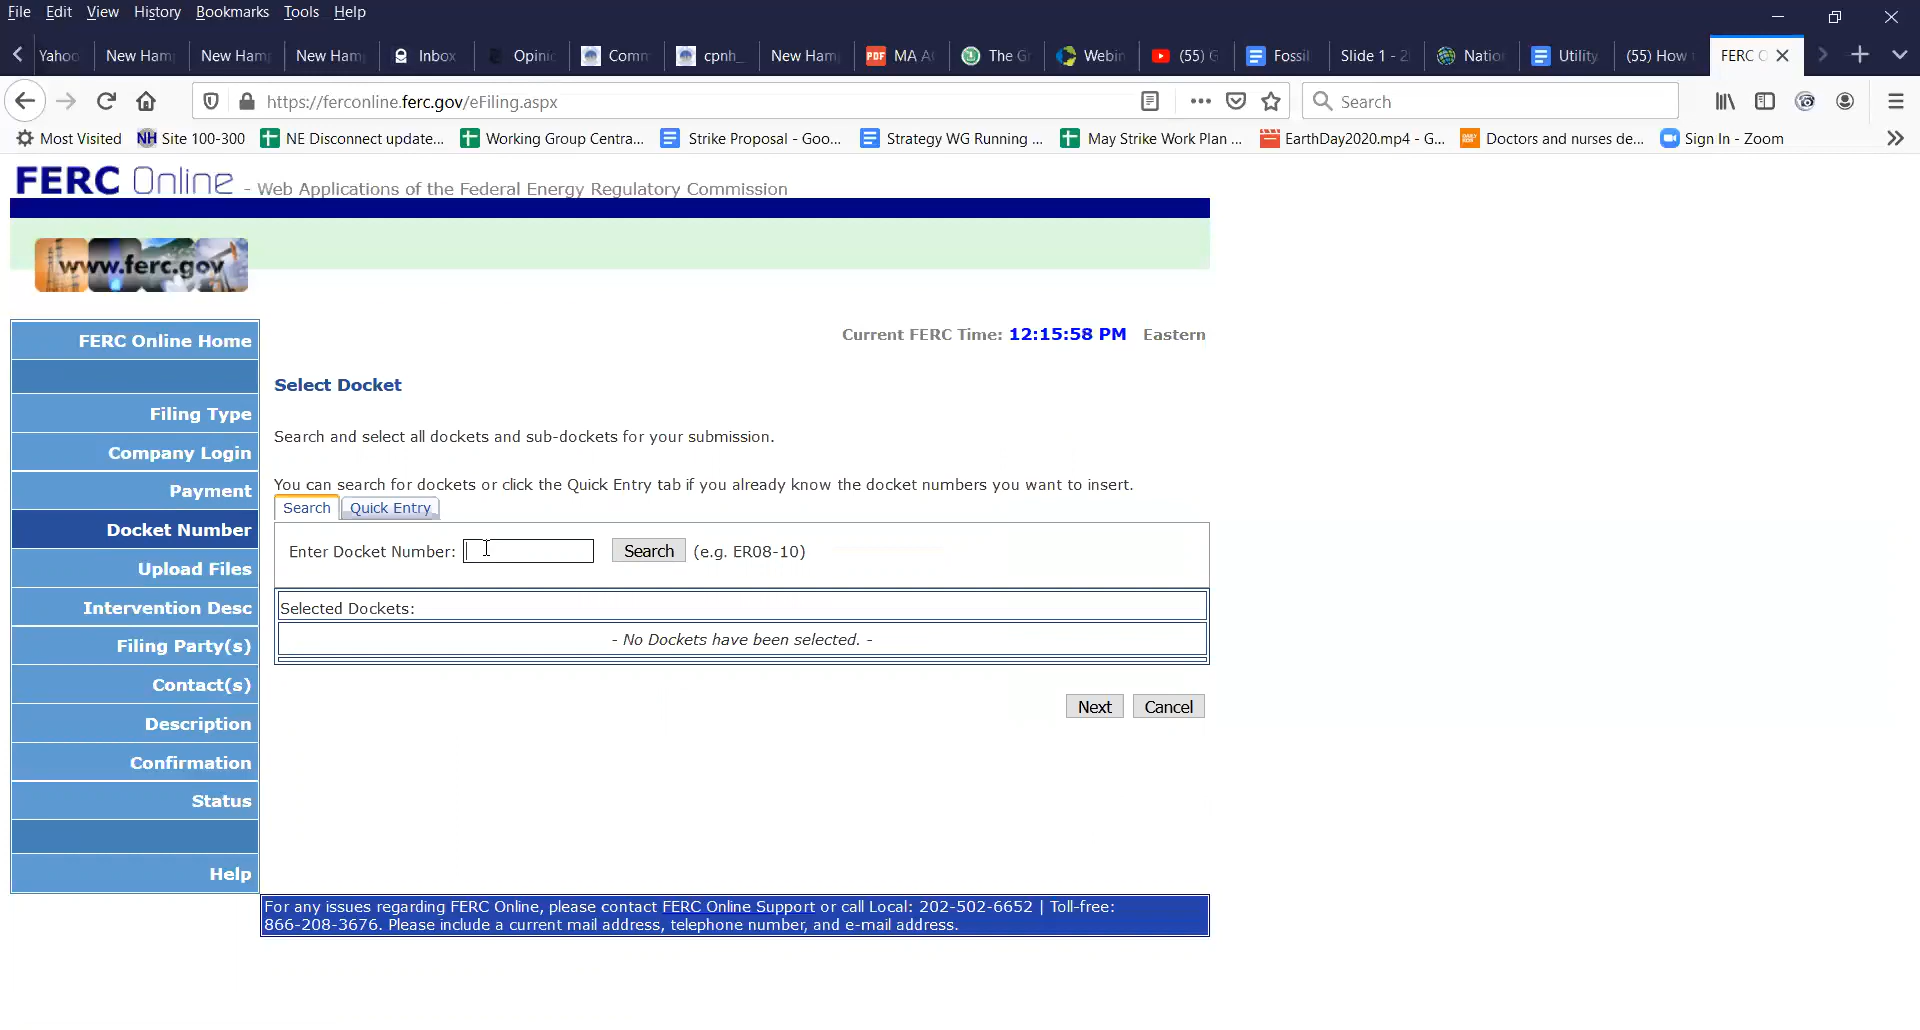 File Edit View History Bookmarks Tools Help
Yahoo New Ham New Ham New Ham Inbox Opinio Comm cpnh_ New Ham MA A The G Webin (55) G Fossil Slide 1 - 2 Natio Utility (55) How FERC O
https://ferconline.ferc.gov/eFiling.aspx Search
Most Visited NH Site 100-300 NE Disconnect update... Working Group Centra... Strike Proposal - Goo... Strategy WG Running ... May Strike Work Plan ... EarthDay2020.mp4 - G... Doctors and nurses de... Sign In - Zoom
FERC Online - Web Applications of the Federal Energy Regulatory Commission
www.ferc.gov
FERC Online Home
Filing Type
Company Login
Payment
Docket Number
Upload Files
Intervention Desc
Filing Party(s)
Contact(s)
Description
Confirmation
Status
Help
Current FERC Time: 12:15:58 PM Eastern
Select Docket
Search and select all dockets and sub-dockets for your submission.
You can search for dockets or click the Quick Entry tab if you already know the docket numbers you want to insert.
Search Quick Entry
Enter Docket Number: Search (e.g. ER08-10)
Selected Dockets:
- No Dockets have been selected. -
Next Cancel
For any issues regarding FERC Online, please contact FERC Online Support or call Local: 202-502-6652 | Toll-free:
866-208-3676. Please include a current mail address, telephone number, and e-mail address.